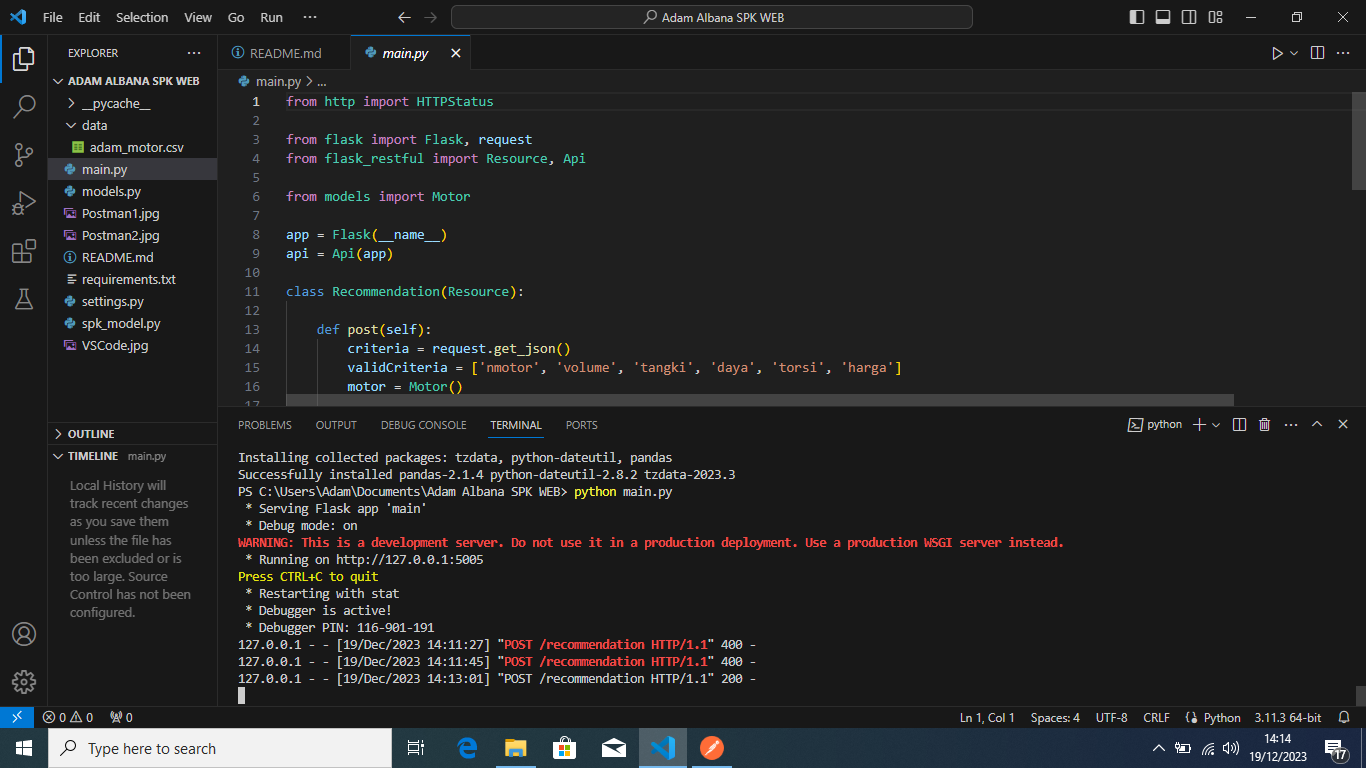 File Edit Selection View Go Run ···
Adam Albana SPK WEB
EXPLORER ···
ADAM ALBANA SPK WEB
__pycache__
data
adam_motor.csv
main.py
models.py
Postman1.jpg
Postman2.jpg
README.md
requirements.txt
settings.py
spk_model.py
VSCode.jpg
OUTLINE
TIMELINE main.py
Local History will
track recent changes
as you save them
unless the file has
been excluded or is
too large. Source
Control has not been
configured.
README.md main.py
main.py > ...
1 from http import HTTPStatus
2
3 from flask import Flask, request
4 from flask_restful import Resource, Api
5
6 from models import Motor
7
8 app = Flask(__name__)
9 api = Api(app)
10
11 class Recommendation(Resource):
12
13 def post(self):
14 criteria = request.get_json()
15 validCriteria = ['nmotor', 'volume', 'tangki', 'daya', 'torsi', 'harga']
16 motor = Motor()
17
PROBLEMS OUTPUT DEBUG CONSOLE TERMINAL PORTS python
Installing collected packages: tzdata, python-dateutil, pandas
Successfully installed pandas-2.1.4 python-dateutil-2.8.2 tzdata-2023.3
PS C:\Users\Adam\Documents\Adam Albana SPK WEB> python main.py
* Serving Flask app 'main'
* Debug mode: on
WARNING: This is a development server. Do not use it in a production deployment. Use a production WSGI server instead.
* Running on http://127.0.0.1:5005
Press CTRL+C to quit
* Restarting with stat
* Debugger is active!
* Debugger PIN: 116-901-191
127.0.0.1 - - [19/Dec/2023 14:11:27] "POST /recommendation HTTP/1.1" 400 -
127.0.0.1 - - [19/Dec/2023 14:11:45] "POST /recommendation HTTP/1.1" 400 -
127.0.0.1 - - [19/Dec/2023 14:13:01] "POST /recommendation HTTP/1.1" 200 -
0 0 0 Ln 1, Col 1 Spaces: 4 UTF-8 CRLF Python 3.11.3 64-bit
Type here to search
14:14
19/12/2023
17